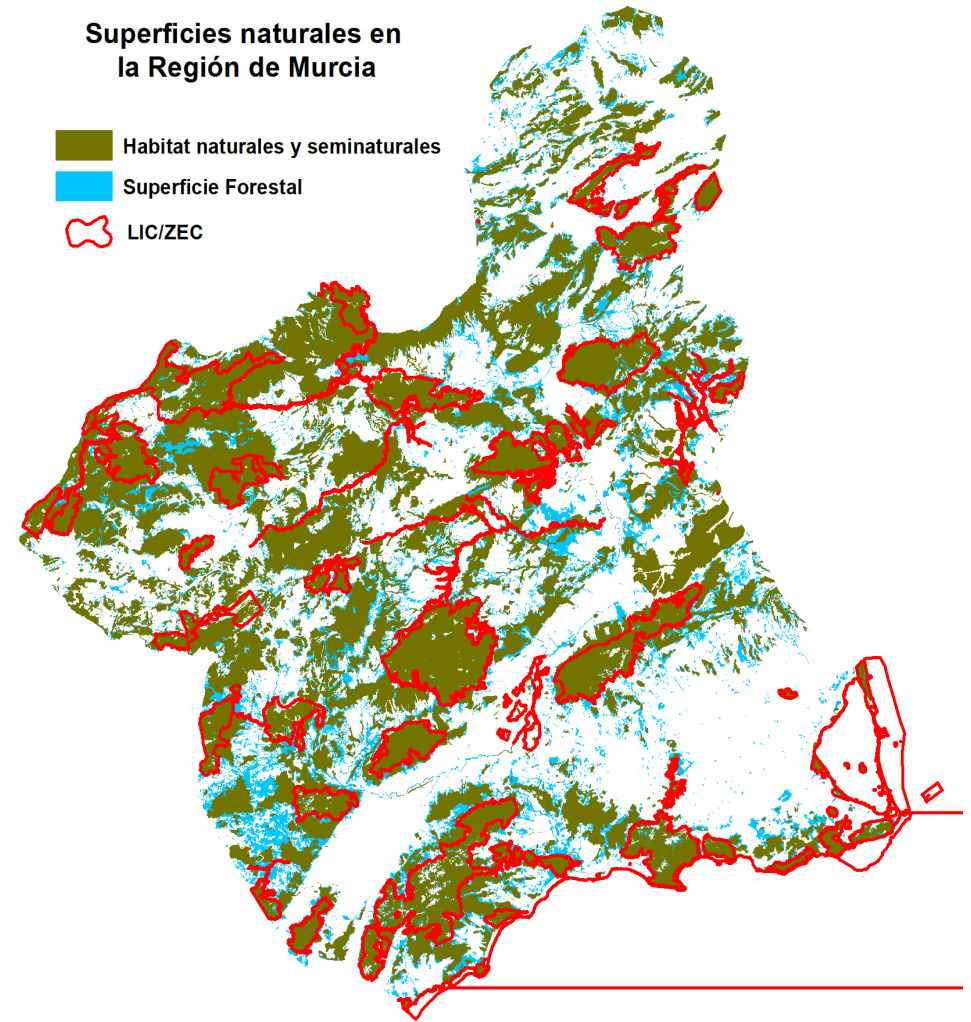 Superficies naturales en
la Región de Murcia
Habitat naturales y seminaturales
Superficie Forestal
LIC/ZEC